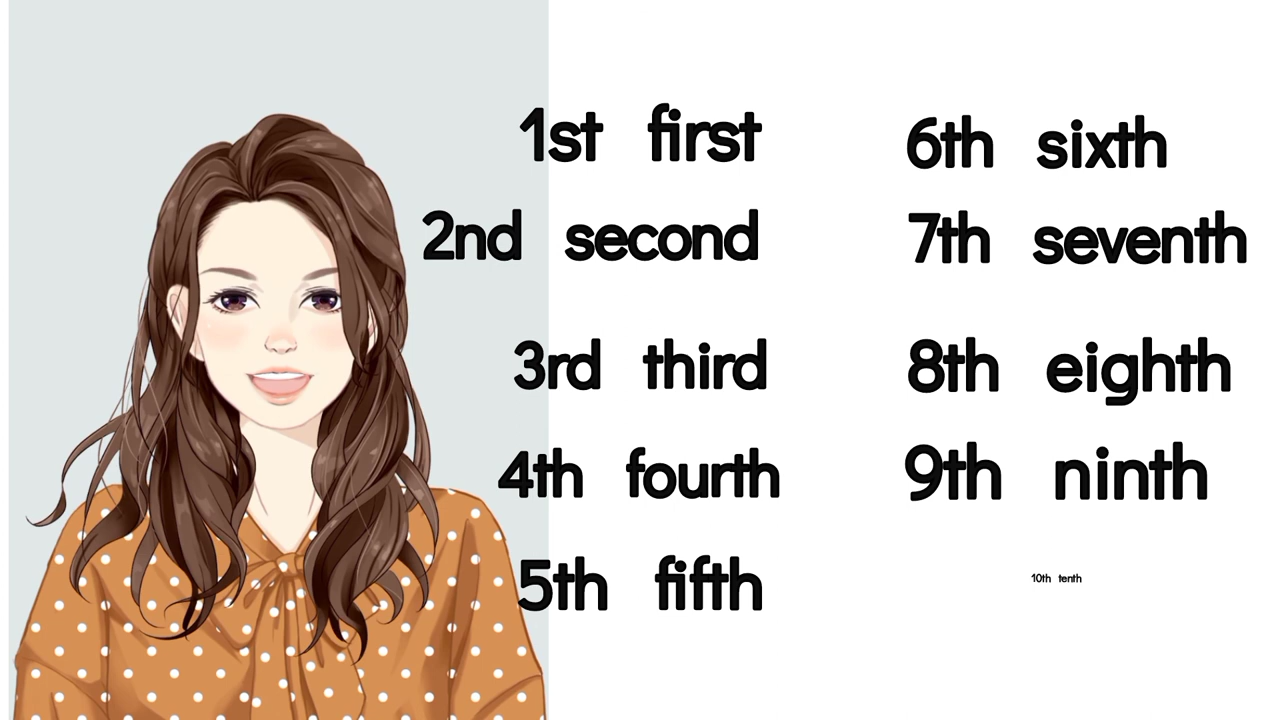 1st first
2nd second
3rd third
4th fourth
5th fifth
6th sixth
7th seventh
8th eighth
9th ninth
10th tenth